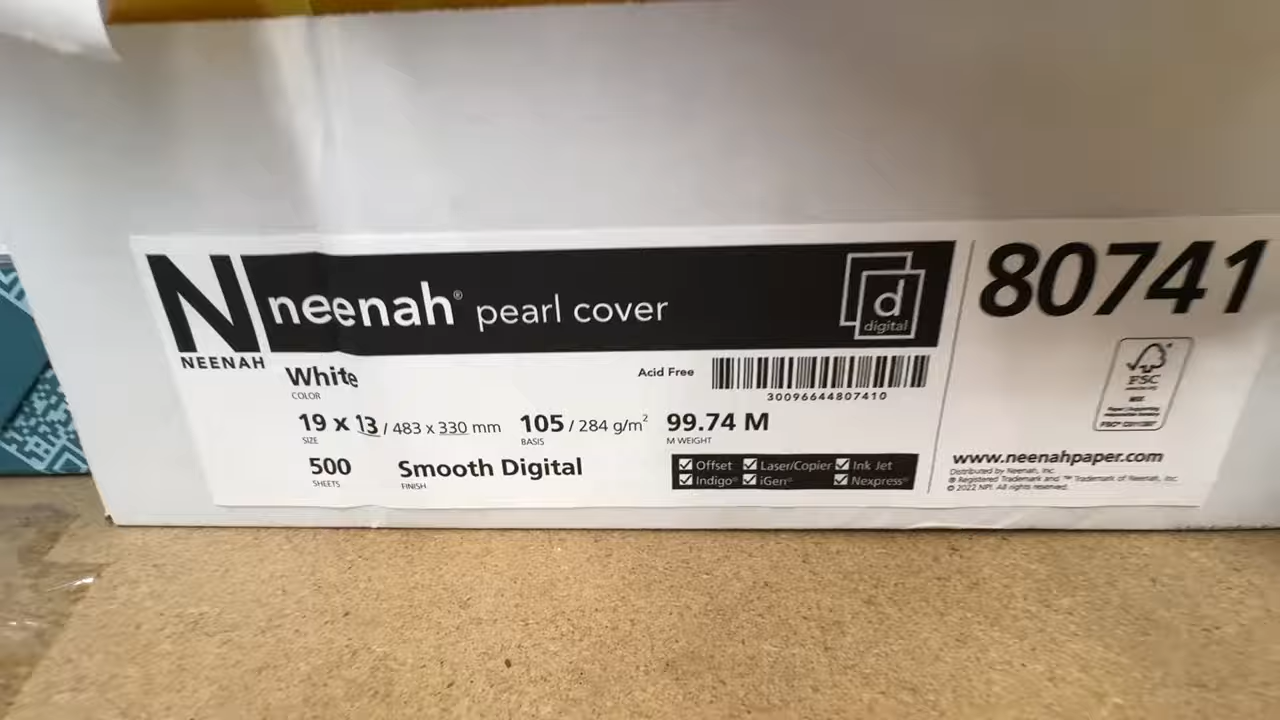 neenah® pearl cover
d
digital
80741
N
NEENAH
White
COLOR
Acid Free
30096644807410
19 x 13 / 483 x 330 mm
SIZE
105 / 284 g/m²
BASIS
99.74 M
M WEIGHT
500
SHEETS
Smooth Digital
FINISH
Offset Laser/Copier Ink Jet
Indigo® iGen® Nexpress®
FSC
MIX
www.neenahpaper.com
Distributed by Neenah, Inc.
® Registered Trademark and ™ Trademark of Neenah, Inc.
© 2022 NPI. All rights reserved.